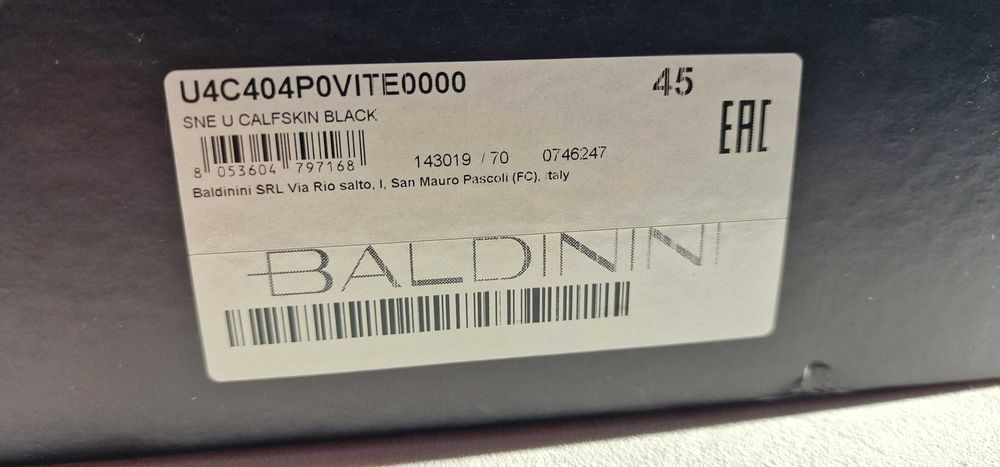 U4C404P0VITE0000 45
SNE U CALFSKIN BLACK
EAC
8 053604 797168
143019 / 70 0746247
Baldinini SRL Via Rio salto, I, San Mauro Pascoli (FC), Italy
BALDININI